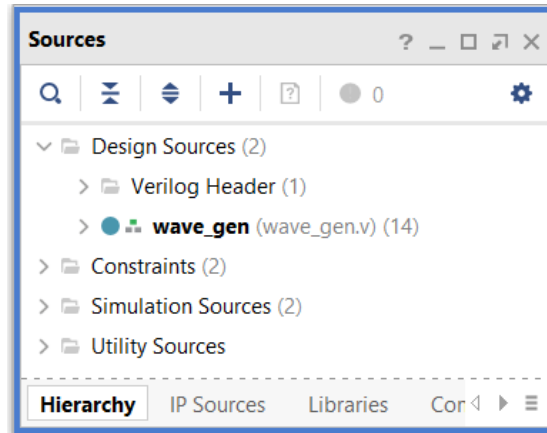 Sources
? 
0
Design Sources (2)
Verilog Header (1)
wave_gen (wave_gen.v) (14)
Constraints (2)
Simulation Sources (2)
Utility Sources
Hierarchy IP Sources Libraries